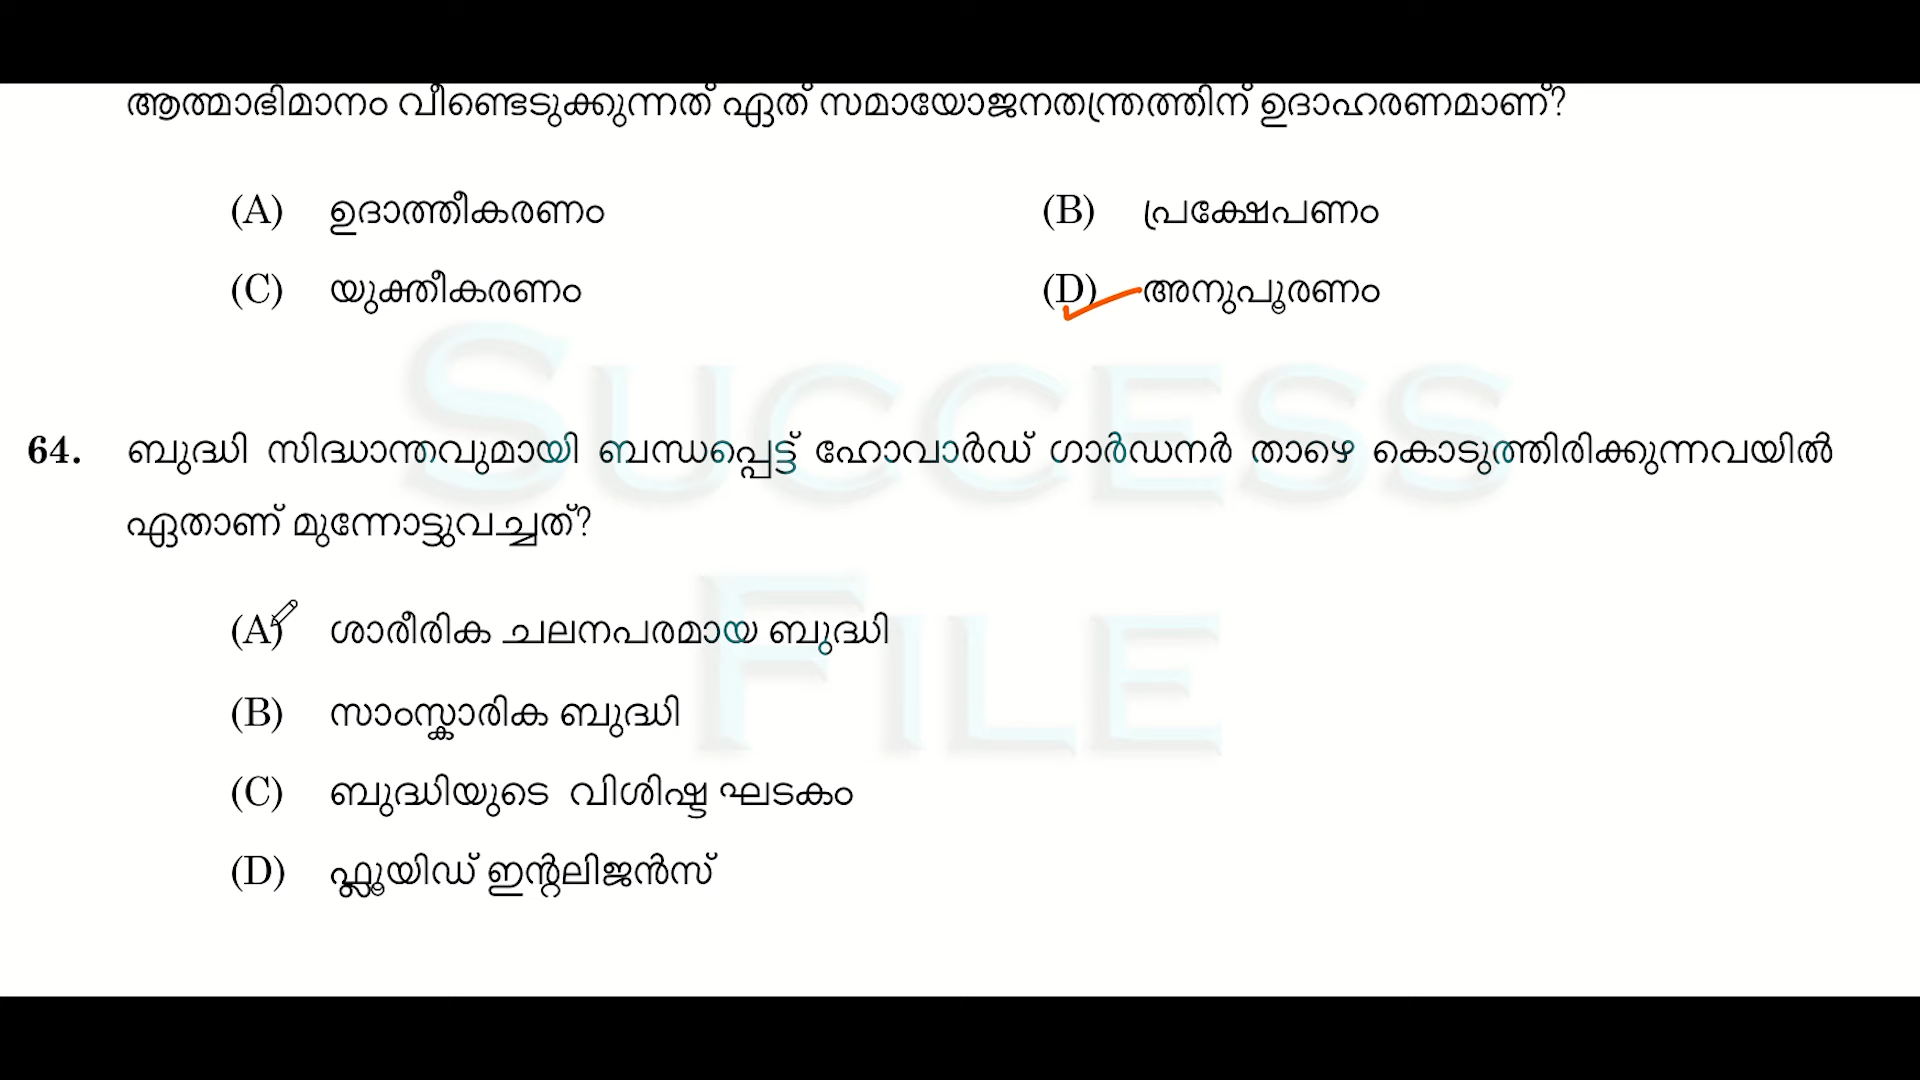 ആത്മാഭിമാനം വീണ്ടെടുക്കുന്നത് ഏത് സമായോജനതന്ത്രത്തിന് ഉദാഹരണമാണ്?
(A) ഉദാത്തീകരണം (B) പ്രക്ഷേപണം
(C) യുക്തീകരണം (D) അനുപൂരണം
64. ബുദ്ധി സിദ്ധാന്തവുമായി ബന്ധപ്പെട്ട് ഹോവാർഡ് ഗാർഡനർ താഴെ കൊടുത്തിരിക്കുന്നവയിൽ
ഏതാണ് മുന്നോട്ടുവച്ചത്?
(A) ശാരീരിക ചലനപരമായ ബുദ്ധി
(B) സാംസ്കാരിക ബുദ്ധി
(C) ബുദ്ധിയുടെ വിശിഷ്ട ഘടകം
(D) ഫ്ലൂയിഡ് ഇന്റലിജൻസ്
SUCCESS
FILE